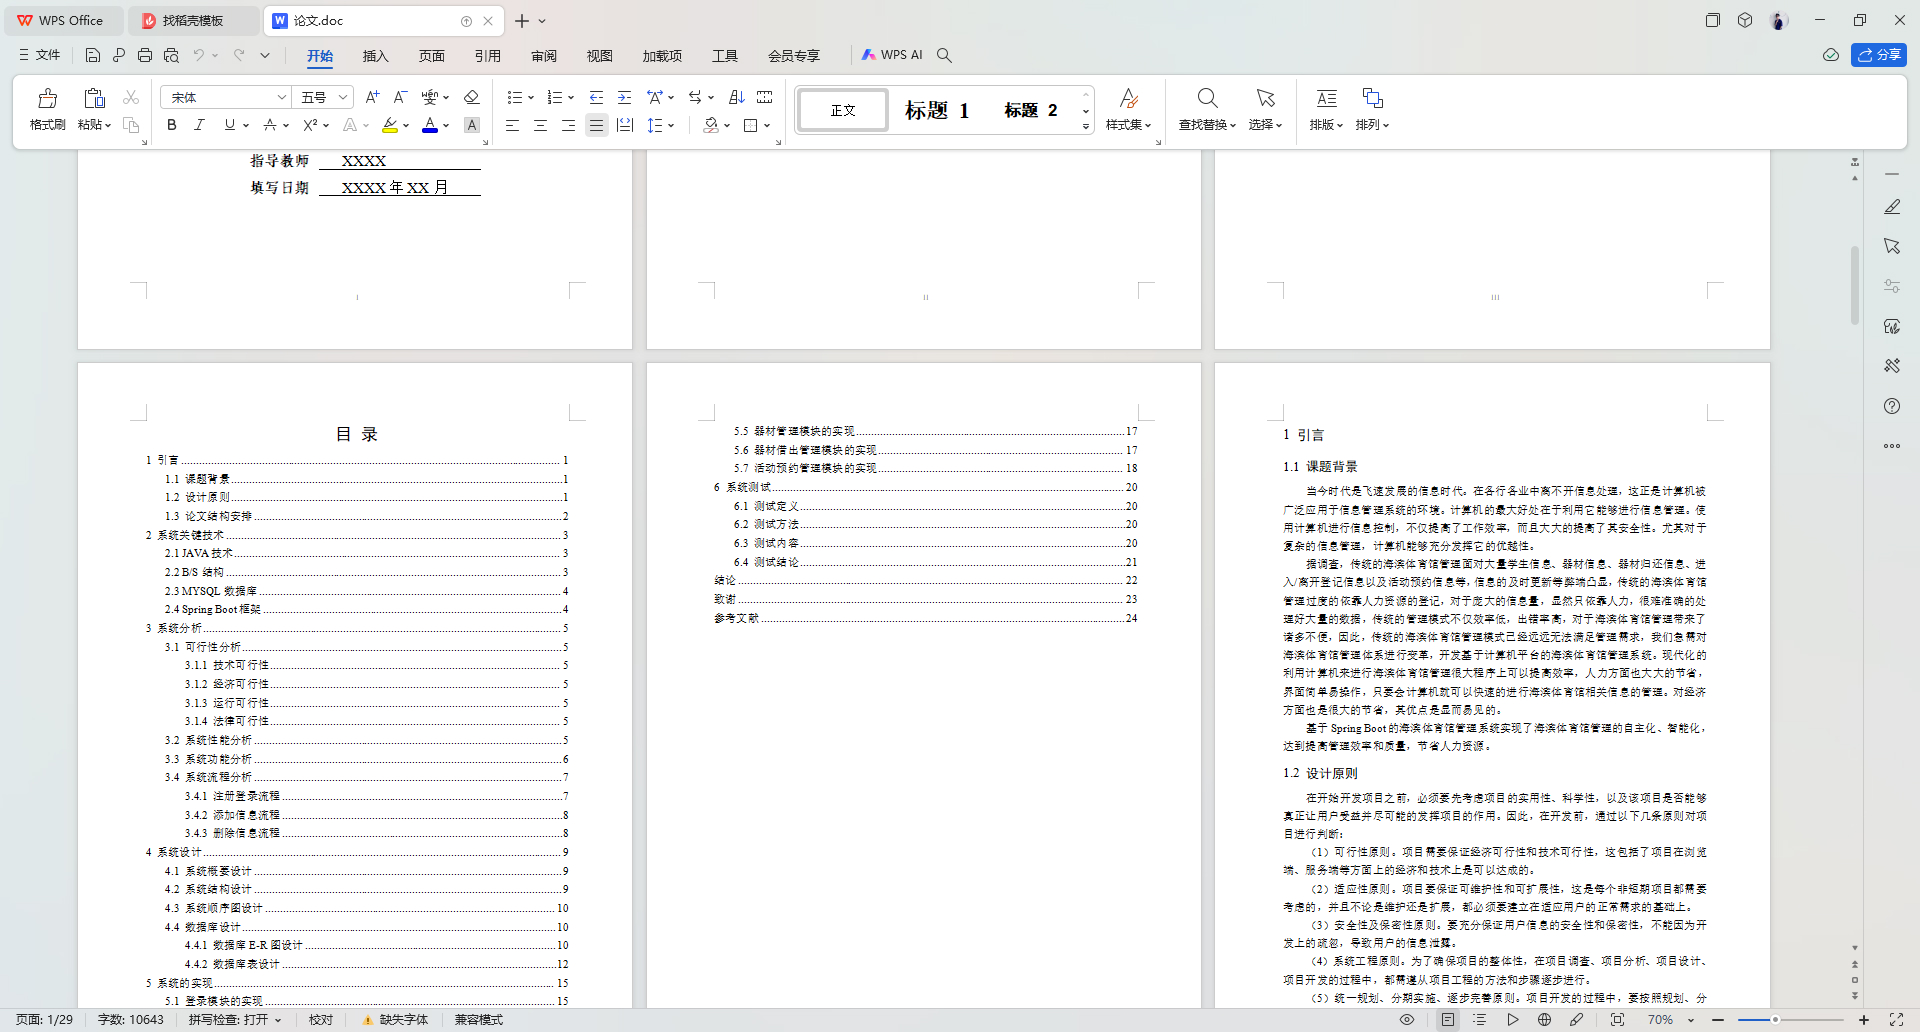 WPS Office
找稻壳模板
论文.doc
文件
开始
插入
页面
引用
审阅
视图
加载项
工具
会员专享
WPS AI
分享
格式刷
粘贴
宋体
五号
正文
标题 1
标题 2
样式集
查找替换
选择
排版
排列
指导教师 XXXX
填写日期 XXXX 年 XX 月
I
II
III
目 录
1 引言 1
1.1 课题背景 1
1.2 设计原则 1
1.3 论文结构安排 2
2 系统关键技术 3
2.1 JAVA 技术 3
2.2 B/S 结构 3
2.3 MYSQL 数据库 4
2.4 Spring Boot 框架 4
3 系统分析 5
3.1 可行性分析 5
3.1.1 技术可行性 5
3.1.2 经济可行性 5
3.1.3 运行可行性 5
3.1.4 法律可行性 5
3.2 系统性能分析 5
3.3 系统功能分析 6
3.4 系统流程分析 7
3.4.1 注册登录流程 7
3.4.2 添加信息流程 8
3.4.3 删除信息流程 8
4 系统设计 9
4.1 系统概要设计 9
4.2 系统结构设计 9
4.3 系统顺序图设计 10
4.4 数据库设计 10
4.4.1 数据库 E-R 图设计 10
4.4.2 数据库表设计 12
5 系统的实现 15
5.1 登录模块的实现 15
5.5 器材管理模块的实现 17
5.6 器材借出管理模块的实现 17
5.7 活动预约管理模块的实现 18
6 系统测试 20
6.1 测试定义 20
6.2 测试方法 20
6.3 测试内容 20
6.4 测试结论 21
结论 22
致谢 23
参考文献 24
1 引言
1.1 课题背景
当今时代是飞速发展的信息时代。在各行各业中离不开信息处理，这正是计算机被
广泛应用于信息管理系统的环境。计算机的最大好处在于利用它能够进行信息管理。使
用计算机进行信息控制，不仅提高了工作效率，而且大大的提高了其安全性。尤其对于
复杂的信息管理，计算机能够充分发挥它的优越性。
据调查，传统的海滨体育馆管理面对大量学生信息、器材信息、器材归还信息、进
入/离开登记信息以及活动预约信息等，信息的及时更新等弊端凸显，传统的海滨体育馆
管理过度的依靠人力资源的登记，对于庞大的信息量，显然只依靠人力，很难准确的处
理好大量的数据，传统的管理模式不仅效率低，出错率高，对于海滨体育馆管理带来了
诸多不便，因此，传统的海滨体育馆管理模式已经远远无法满足管理需求，我们急需对
海滨体育馆管理体系进行变革，开发基于计算机平台的海滨体育馆管理系统。现代化的
利用计算机来进行海滨体育馆管理很大程序上可以提高效率，人力方面也大大的节省，
界面简单易操作，只要会计算机就可以快速的进行海滨体育馆相关信息的管理。对经济
方面也是很大的节省，其优点是显而易见的。
基于 Spring Boot 的海滨体育馆管理系统实现了海滨体育馆管理的自主化、智能化，
达到提高管理效率和质量，节省人力资源。
1.2 设计原则
在开始开发项目之前，必须要先考虑项目的实用性、科学性，以及该项目是否能够
真正让用户受益并尽可能的发挥项目的作用。因此，在开发前，通过以下几条原则对项
目进行判断：
（1）可行性原则。项目需要保证经济可行性和技术可行性，这包括了项目在浏览
端、服务端等方面上的经济和技术上是可以达成的。
（2）适应性原则。项目要保证可维护性和可扩展性，这是每个非短期项目都需要
考虑的，并且不论是维护还是扩展，都必须要建立在适应用户的正常需求的基础上。
（3）安全性及保密性原则。要充分保证用户信息的安全性和保密性，不能因为开
发上的疏忽，导致用户的信息泄露。
（4）系统工程原则。为了确保项目的整体性，在项目调查、项目分析、项目设计、
项目开发的过程中，都需遵从项目工程的方法和步骤逐步进行。
（5）统一规划、分期实施、逐步完善原则。项目开发的过程中，要按照规划、分
页面: 1/29
字数: 10643
拼写检查: 打开
校对
缺失字体
兼容模式
70%